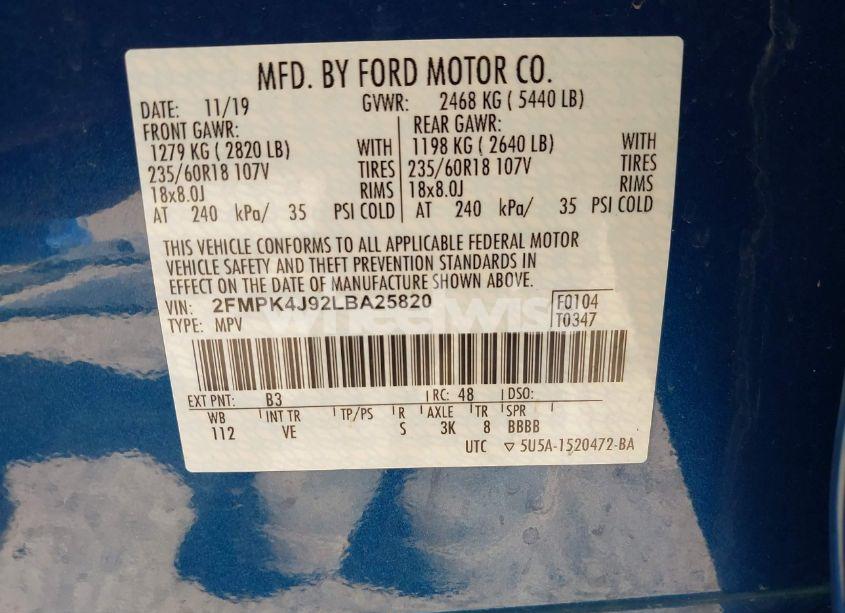 MFD. BY FORD MOTOR CO.
DATE: 11/19 GVWR: 2468 KG ( 5440 LB)
FRONT GAWR: REAR GAWR:
1279 KG ( 2820 LB) WITH 1198 KG ( 2640 LB) WITH
235/60R18 107V TIRES 235/60R18 107V TIRES
18x8.0J RIMS 18x8.0J RIMS
AT 240 kPa/ 35 PSI COLD AT 240 kPa/ 35 PSI COLD
THIS VEHICLE CONFORMS TO ALL APPLICABLE FEDERAL MOTOR
VEHICLE SAFETY AND THEFT PREVENTION STANDARDS IN
EFFECT ON THE DATE OF MANUFACTURE SHOWN ABOVE.
VIN: 2FMPK4J92LBA25820 F0104
TYPE: MPV T0347
EXT PNT: B3 RC: 48 DSO:
WB INT TR TP/PS R AXLE TR SPR
112 VE S 3K 8 BBBB
UTC ▽ 5U5A-1520472-BA